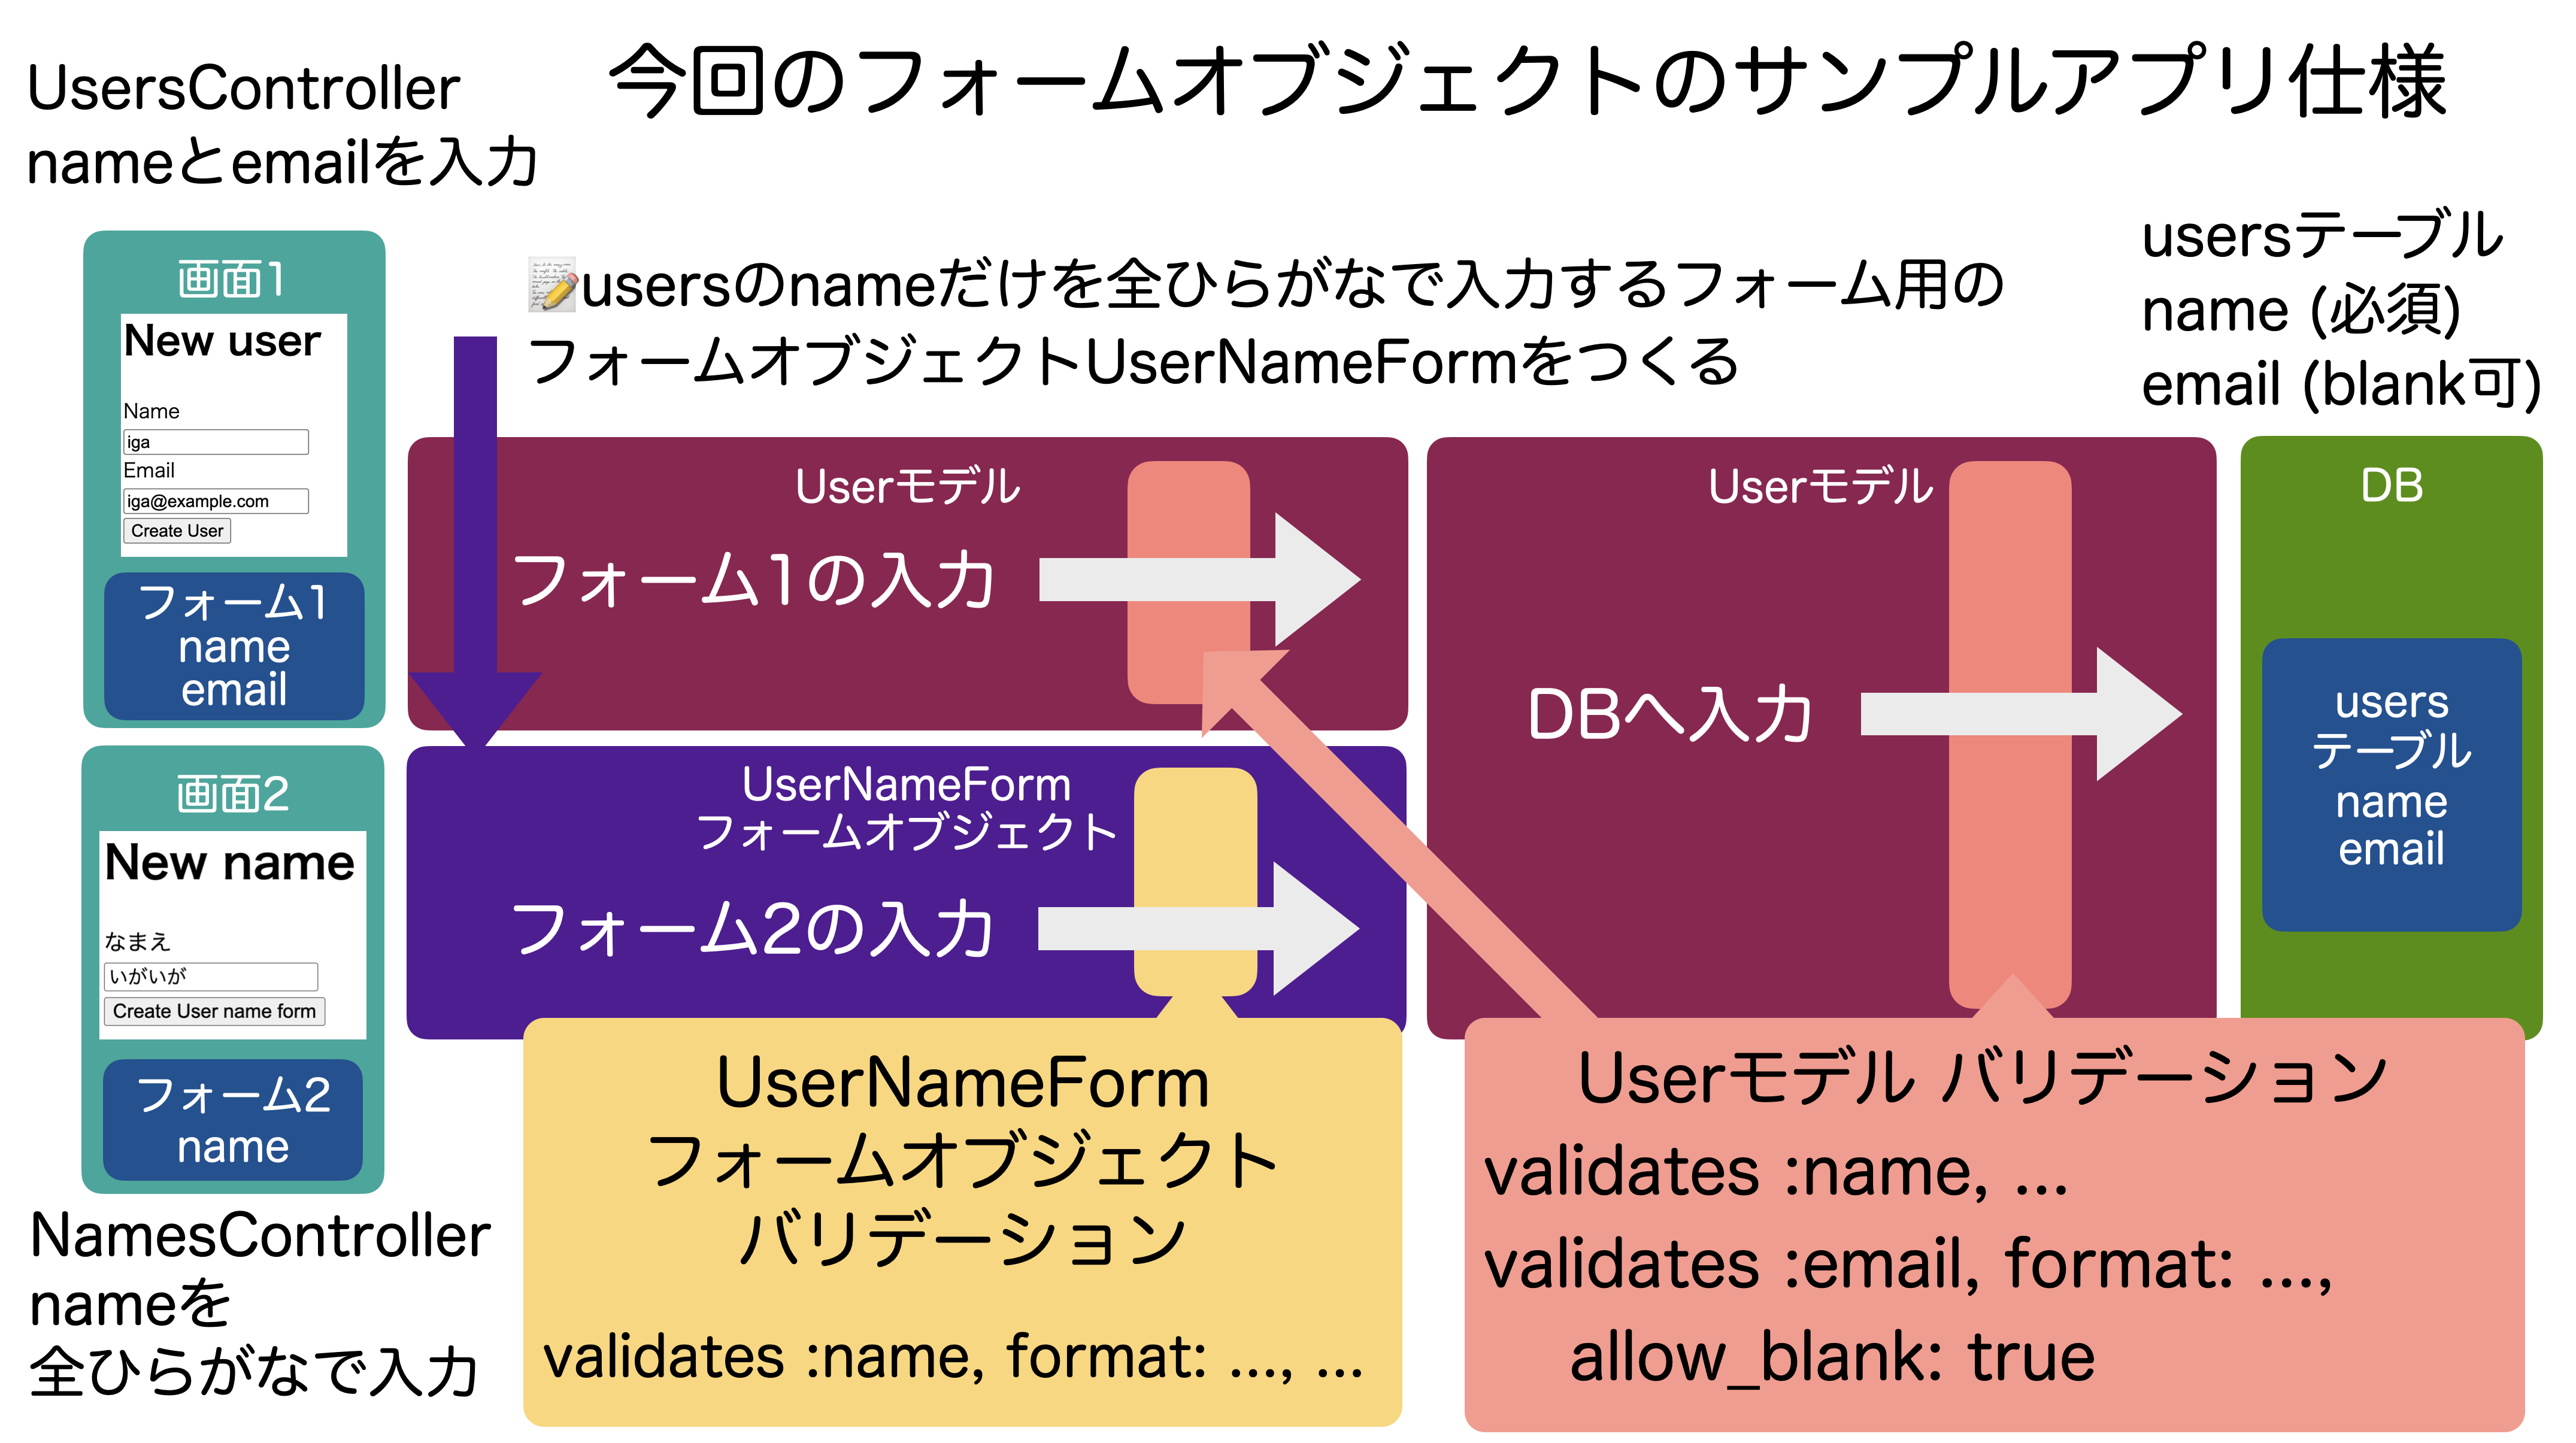 今回のフォームオブジェクトのサンプルアプリ仕様
UsersController
nameとemailを入力
画面1
New user
Name
iga
Email
iga@example.com
Create User
フォーム1
name
email
📝usersのnameだけを全ひらがなで入力するフォーム用の
フォームオブジェクトUserNameFormをつくる
usersテーブル
name (必須)
email (blank可)
Userモデル
フォーム1の入力
Userモデル
DBへ入力
DB
users
テーブル
name
email
画面2
New name
なまえ
いがいが
Create User name form
フォーム2
name
NamesController
nameを
全ひらがなで入力
UserNameForm
フォームオブジェクト
フォーム2の入力
UserNameForm
フォームオブジェクト
バリデーション
validates :name, format: ..., ...
Userモデル バリデーション
validates :name, ...
validates :email, format: ...,
allow_blank: true